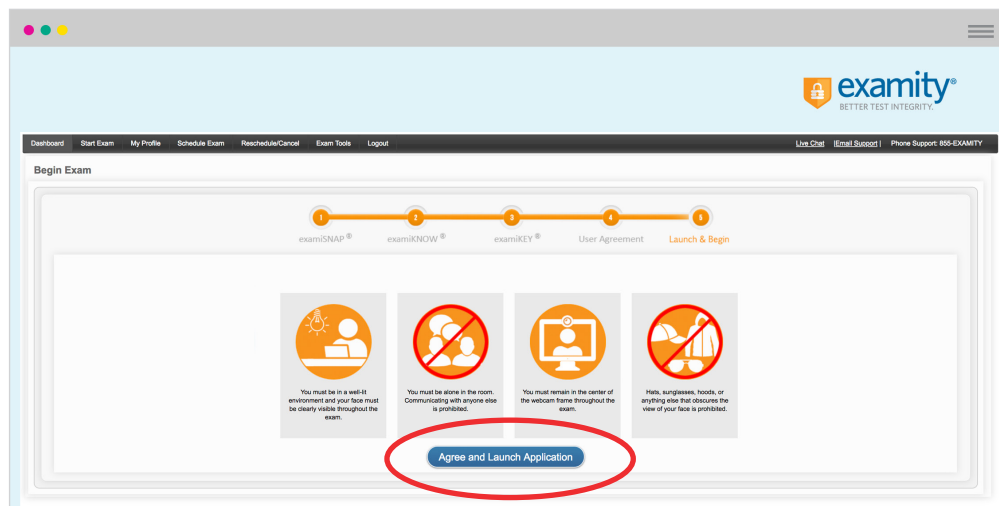 examity®
BETTER TEST INTEGRITY.
Dashboard Start Exam My Profile Schedule Exam Reschedule/Cancel Exam Tools Logout Live Chat |Email Support| Phone Support: 855-EXAMITY
Begin Exam
1 2 3 4 5
examiSNAP ® examiKNOW ® examiKEY ® User Agreement Launch & Begin
You must be in a well-lit
environment and your face must
be clearly visible throughout the
exam.
You must be alone in the room.
Communicating with anyone else
is prohibited.
You must remain in the center of
the webcam frame throughout the
exam.
Hats, sunglasses, hoods, or
anything else that obscures the
view of your face is prohibited.
Agree and Launch Application